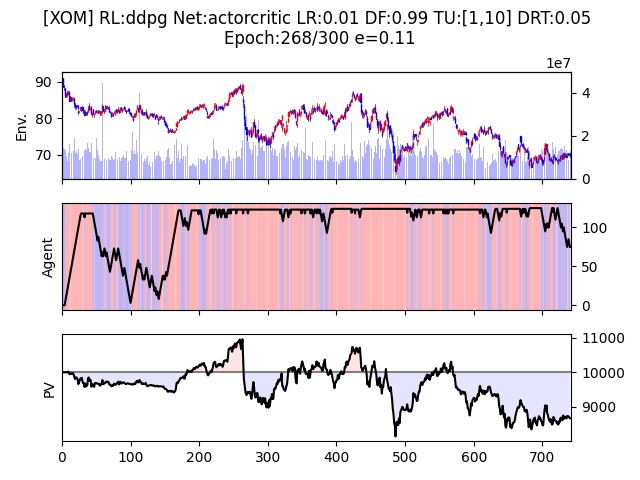 [XOM] RL:ddpg Net:actorcritic LR:0.01 DF:0.99 TU:[1,10] DRT:0.05
Epoch:268/300 e=0.11
1e7
90
80
70
Env.
4
2
0
Agent
100
50
0
PV
11000
10000
9000
0 100 200 300 400 500 600 700